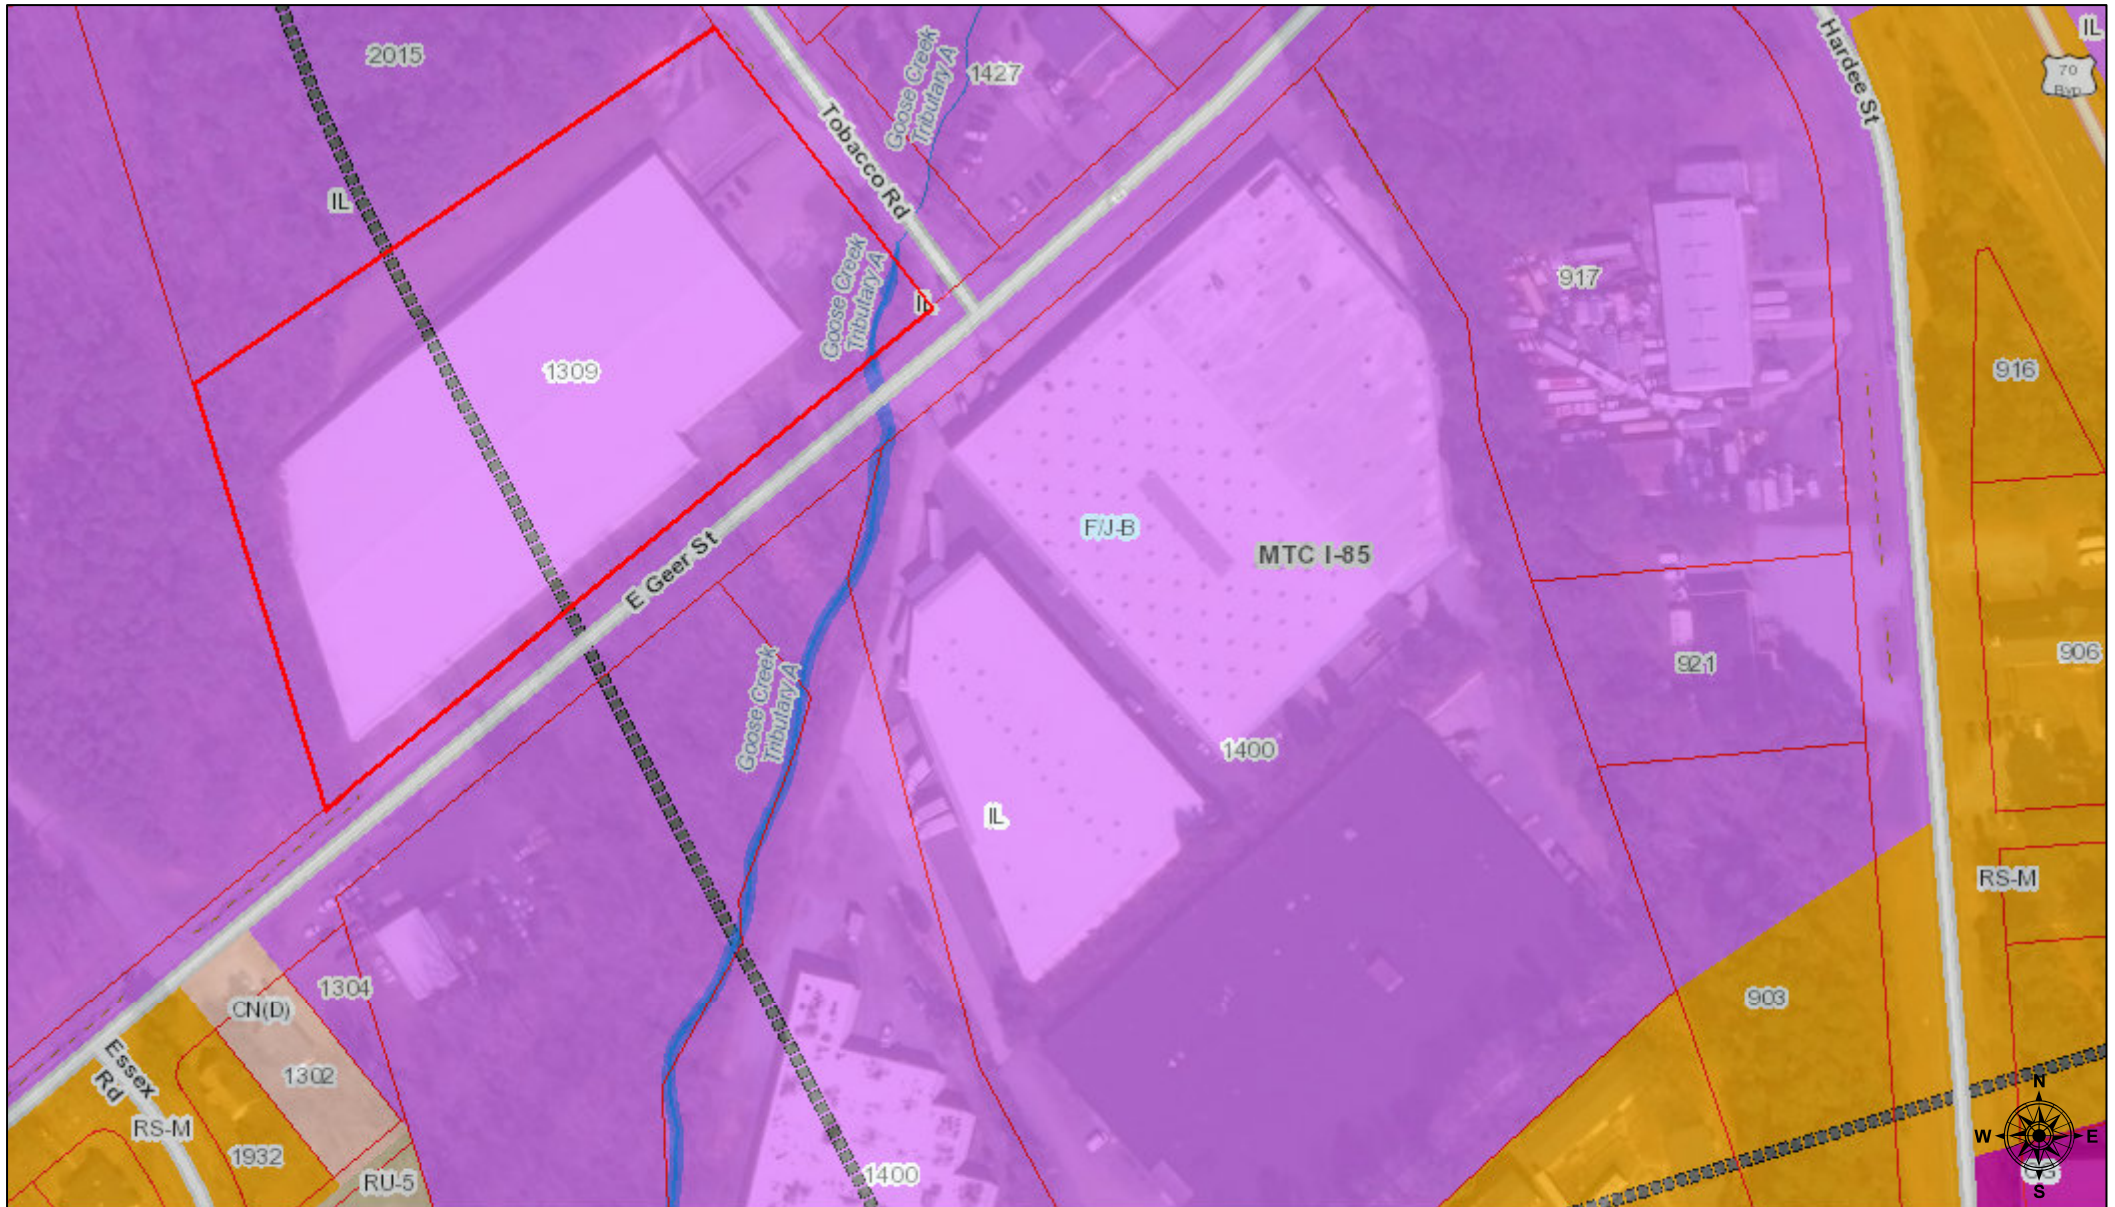 2015
Goose Creek
Tributary A
1427
Hardee St
IL
70
Byp
Tobacco Rd
IL
Goose Creek
Tributary A
IL
917
1309
916
F/J-B
MTC I-85
E Geer St
921
906
Goose Creek
Tributary A
1400
IL
RS-M
1304
903
CN(D)
1302
Essex
Rd
RS-M
1932
RU-5
1400
N
W
E
S